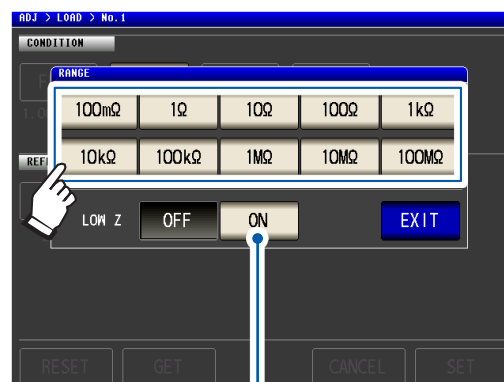 ADJ > LOAD > No.1
CONDITION
RANGE
100mΩ 1Ω 10Ω 100Ω 1kΩ
10kΩ 100kΩ 1MΩ 10MΩ 100MΩ
LOW Z OFF ON EXIT
RESET GET CANCEL SET